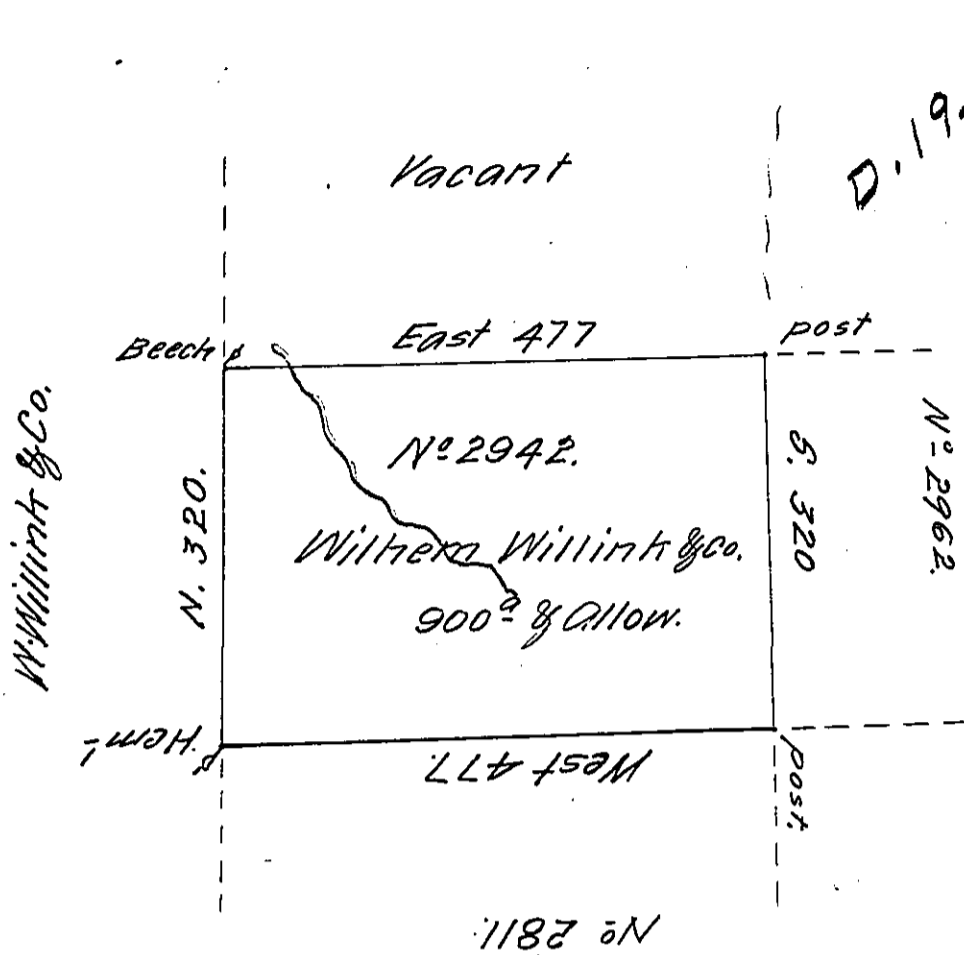 D. 19.
Vacant
Beech
East 477
post
W. Willink & Co.
N. 320.
Nº 2942.
Wilhem Willink & Co.
900ª & Allow.
S. 320
Nº 2962.
Hem-l
West 477.
post.
Nº 2811.